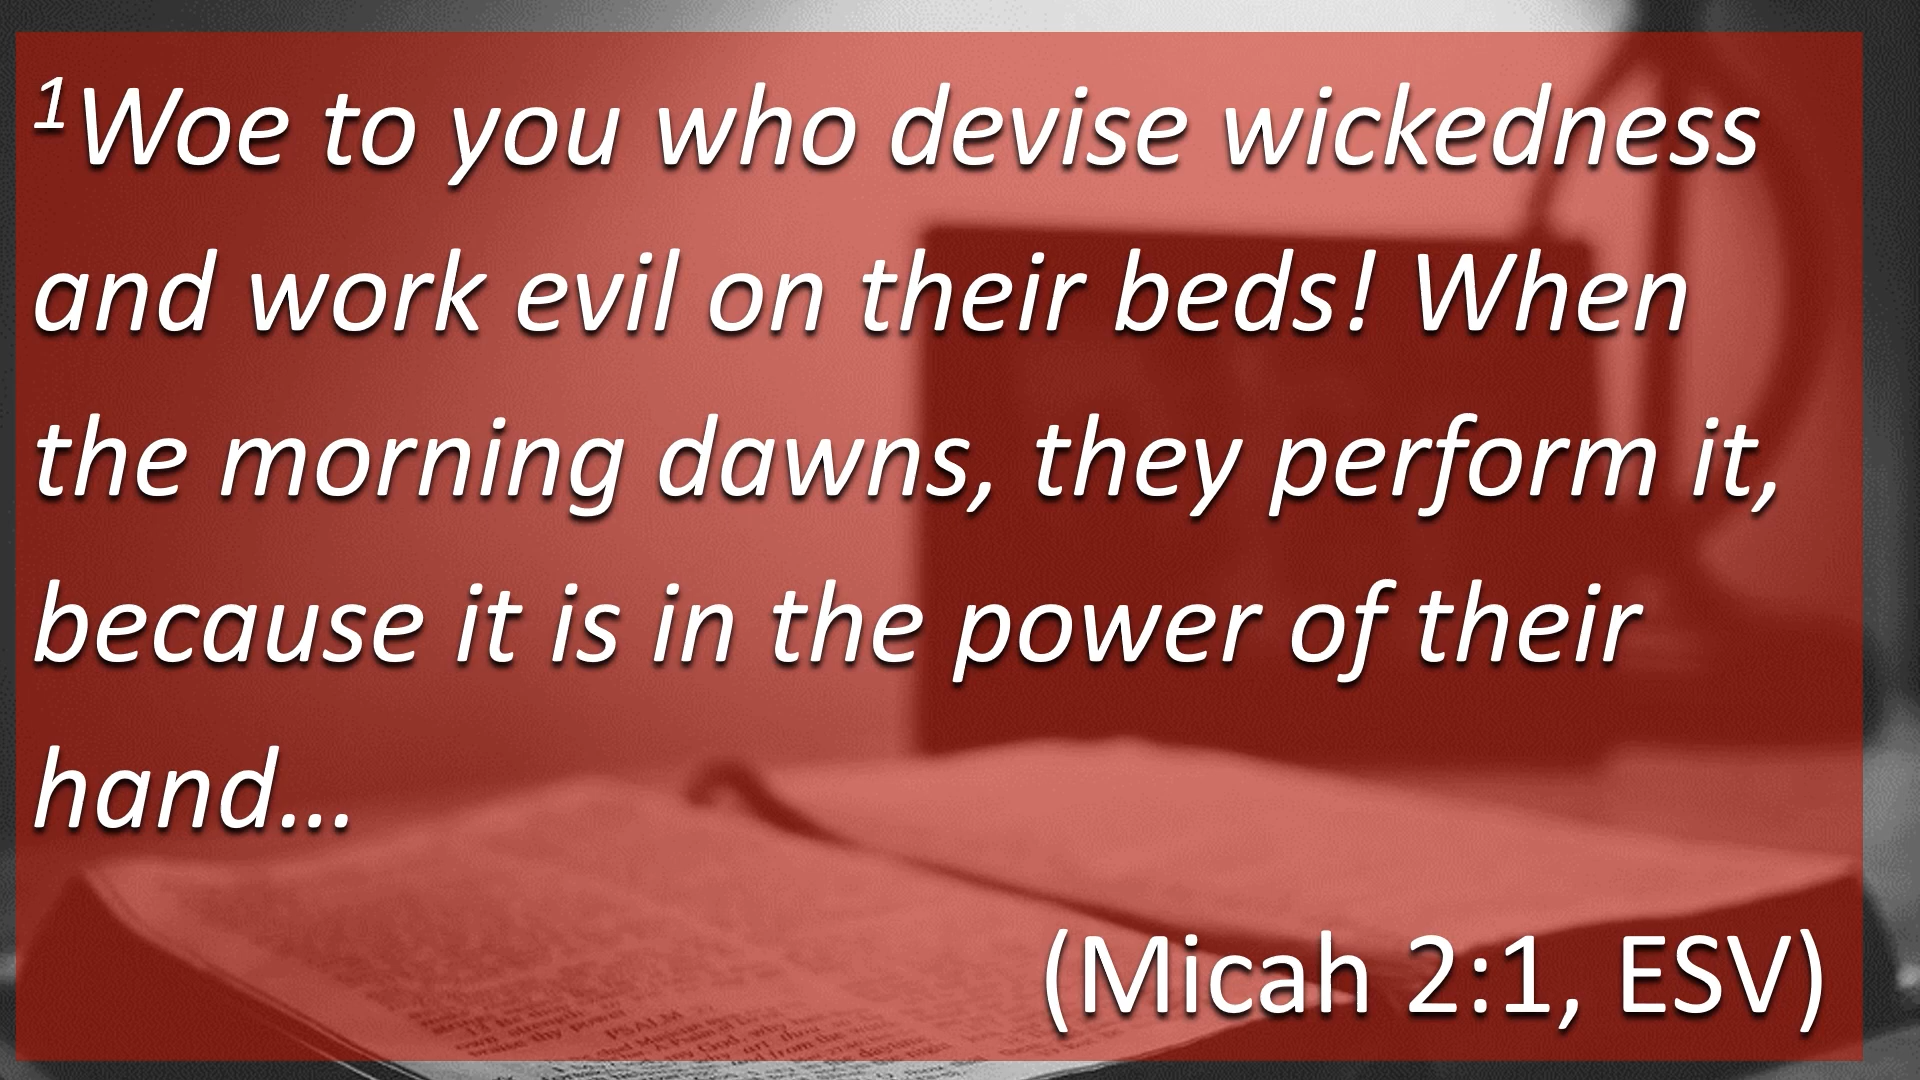 ¹Woe to you who devise wickedness
and work evil on their beds! When
the morning dawns, they perform it,
because it is in the power of their
hand…
(Micah 2:1, ESV)
PSALM